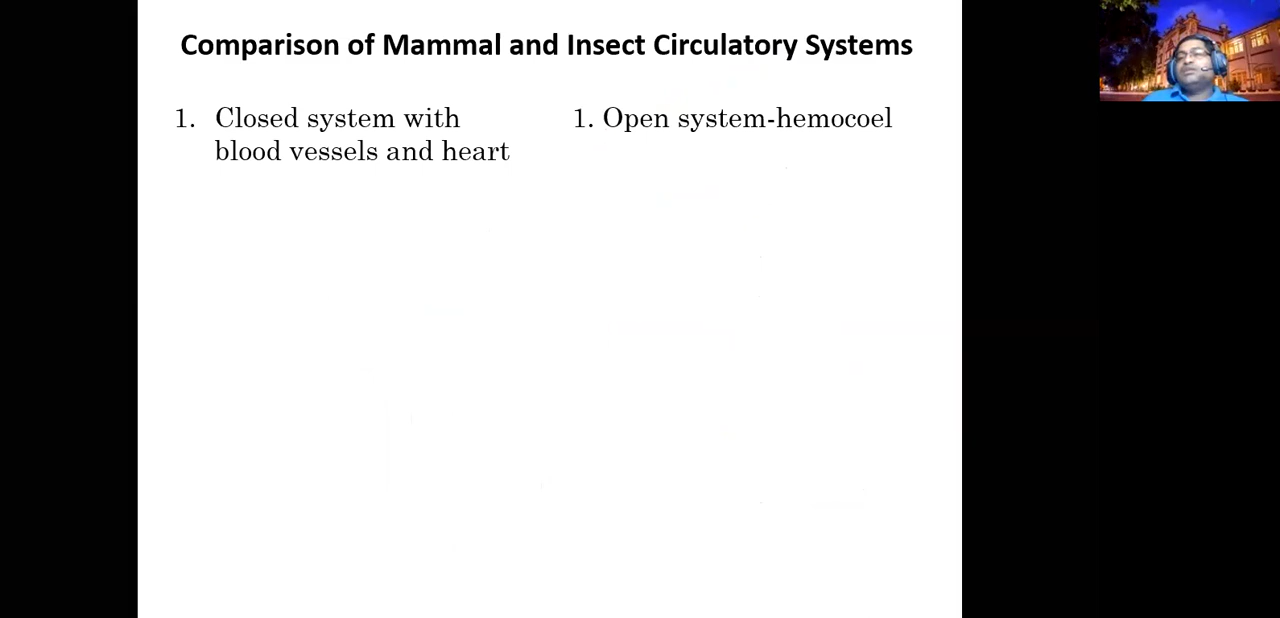 Comparison of Mammal and Insect Circulatory Systems
1. Closed system with
blood vessels and heart
1. Open system-hemocoel